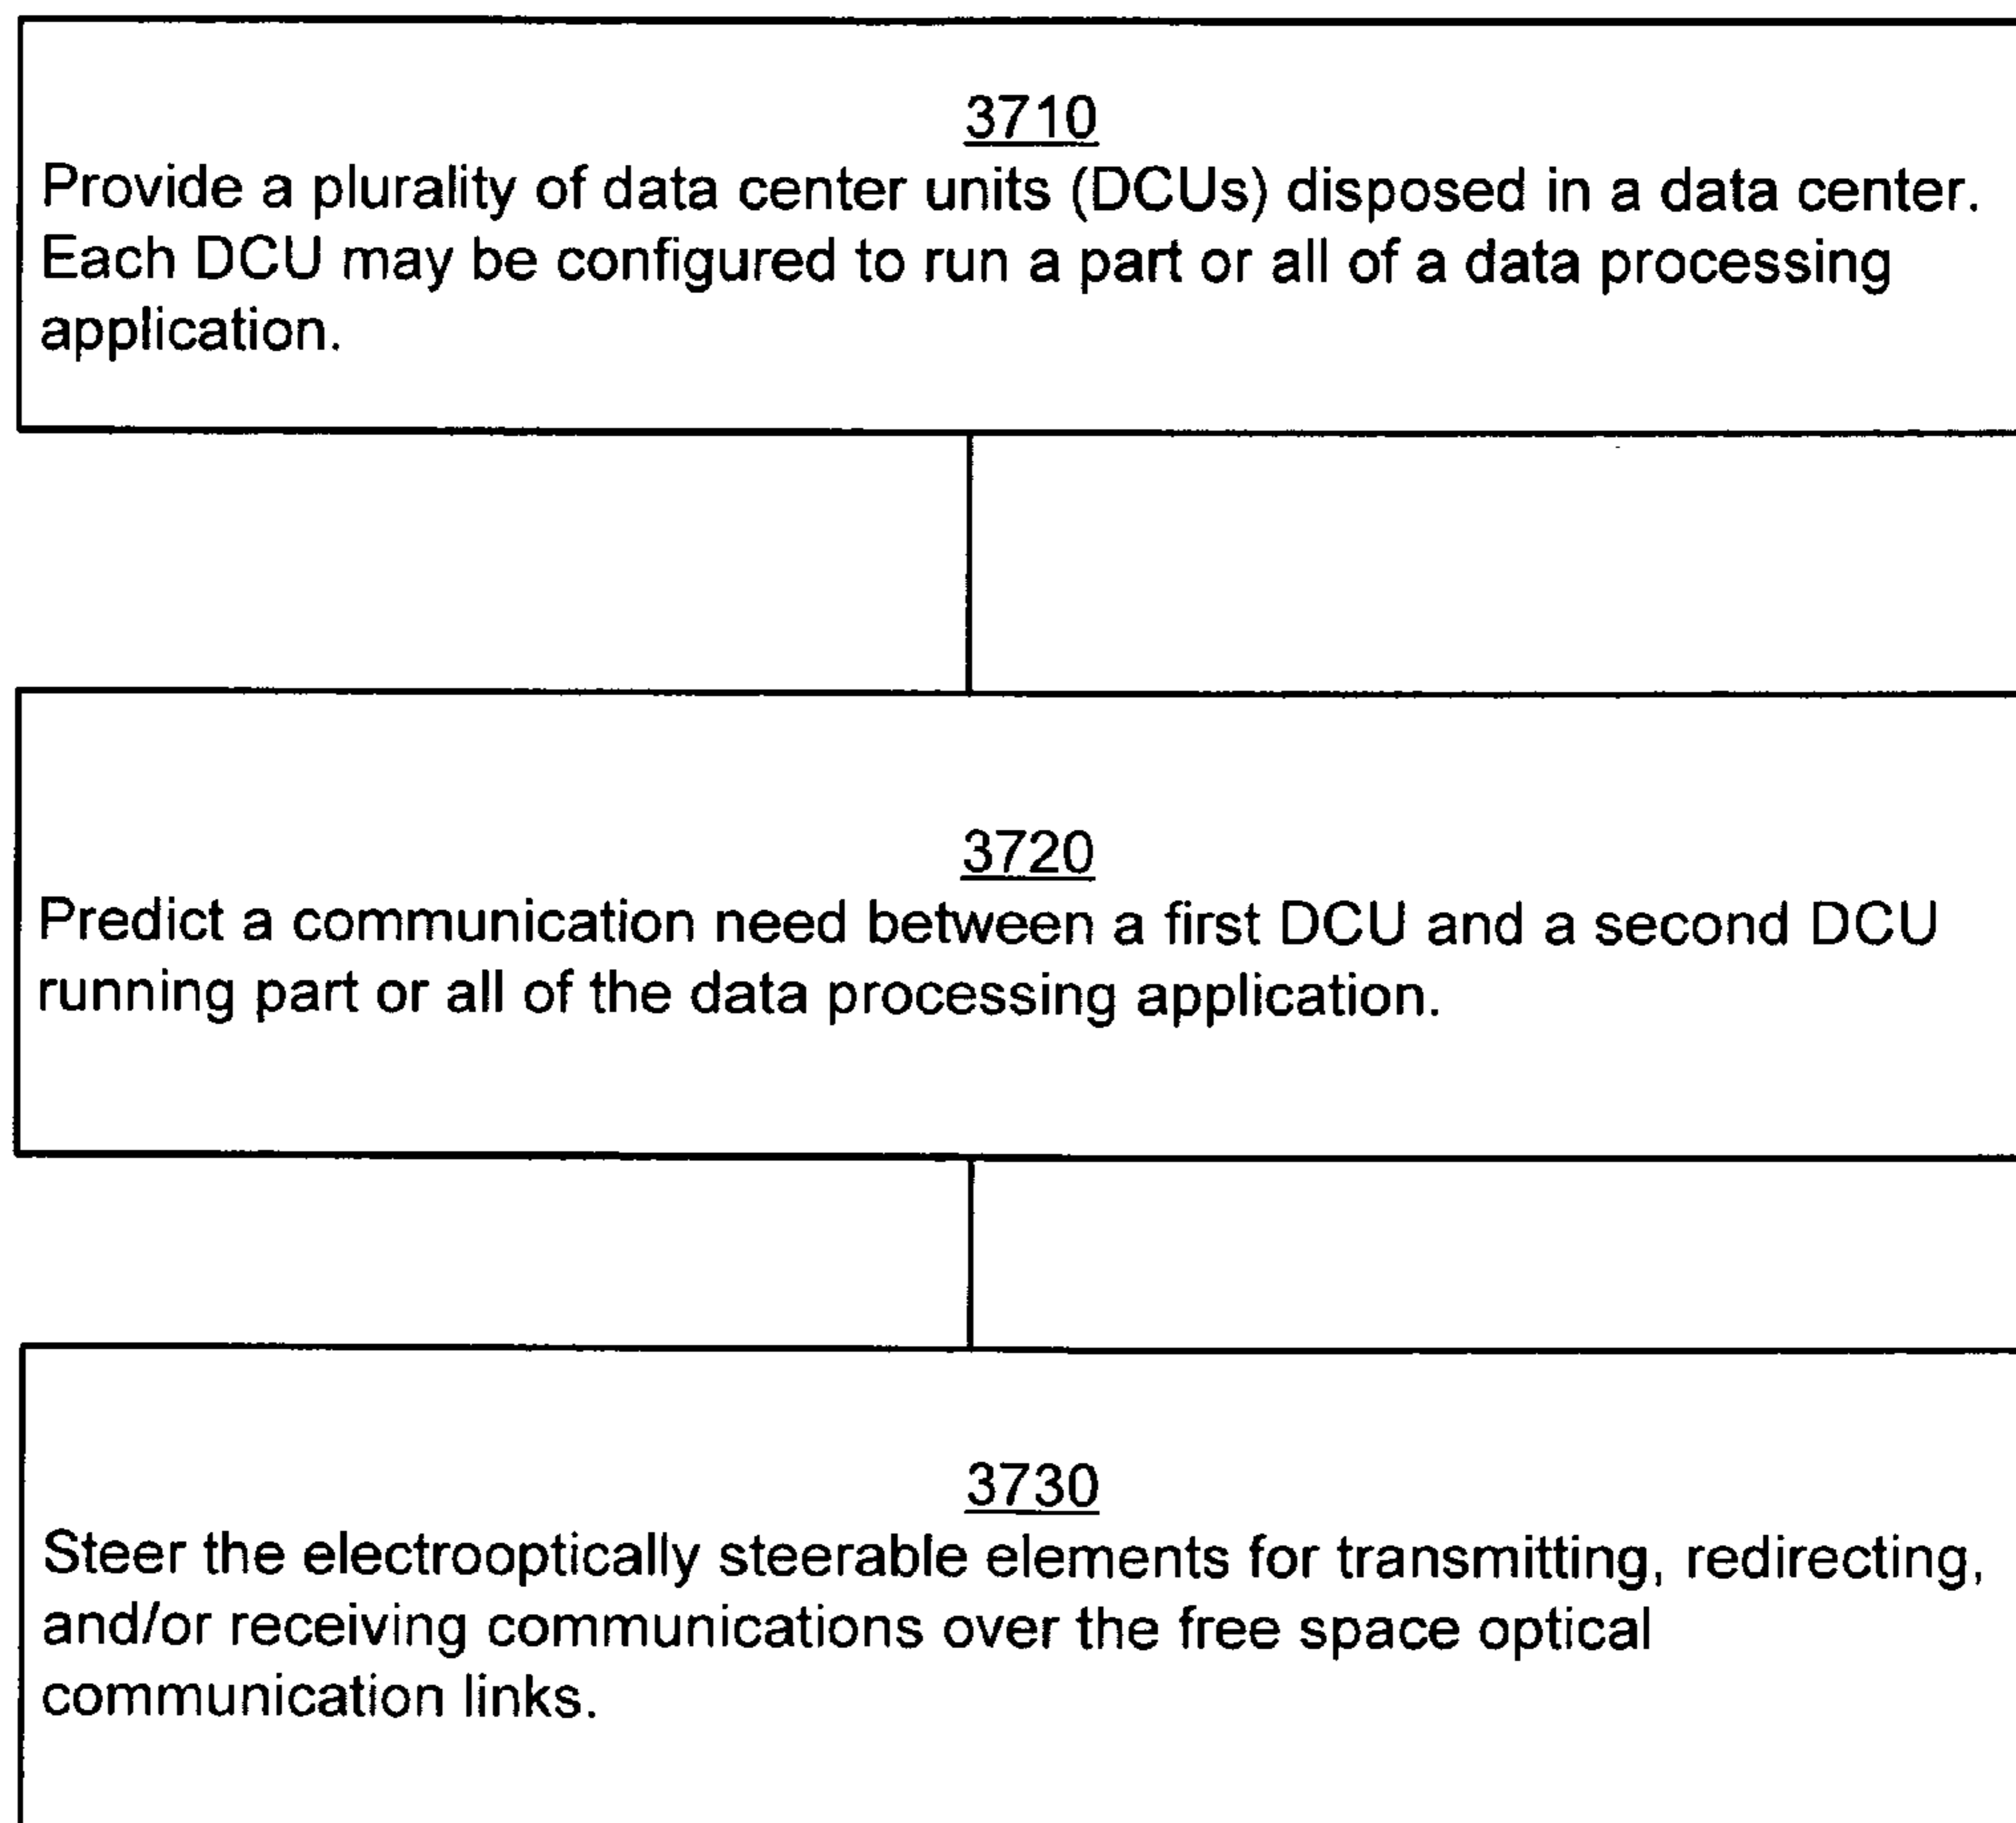 3710
Provide a plurality of data center units (DCUs) disposed in a data center.
Each DCU may be configured to run a part or all of a data processing
application.
3720
Predict a communication need between a first DCU and a second DCU
running part or all of the data processing application.
3730
Steer the electrooptically steerable elements for transmitting, redirecting,
and/or receiving communications over the free space optical
communication links.